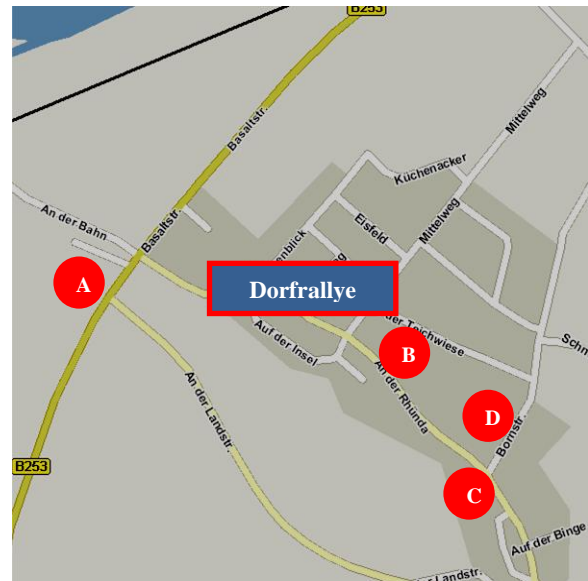 B253
Basaltstr.
Mittelweg
Küchenacker
An der Bahn
Basaltstr.
Eisfeld
Mittelweg
A
Dorfrallye
der Teichwiese
Auf der Insel
B
An der Rhünda
An der Landstr.
D
Bornstr.
B253
C
Auf der Binge
Landstr.